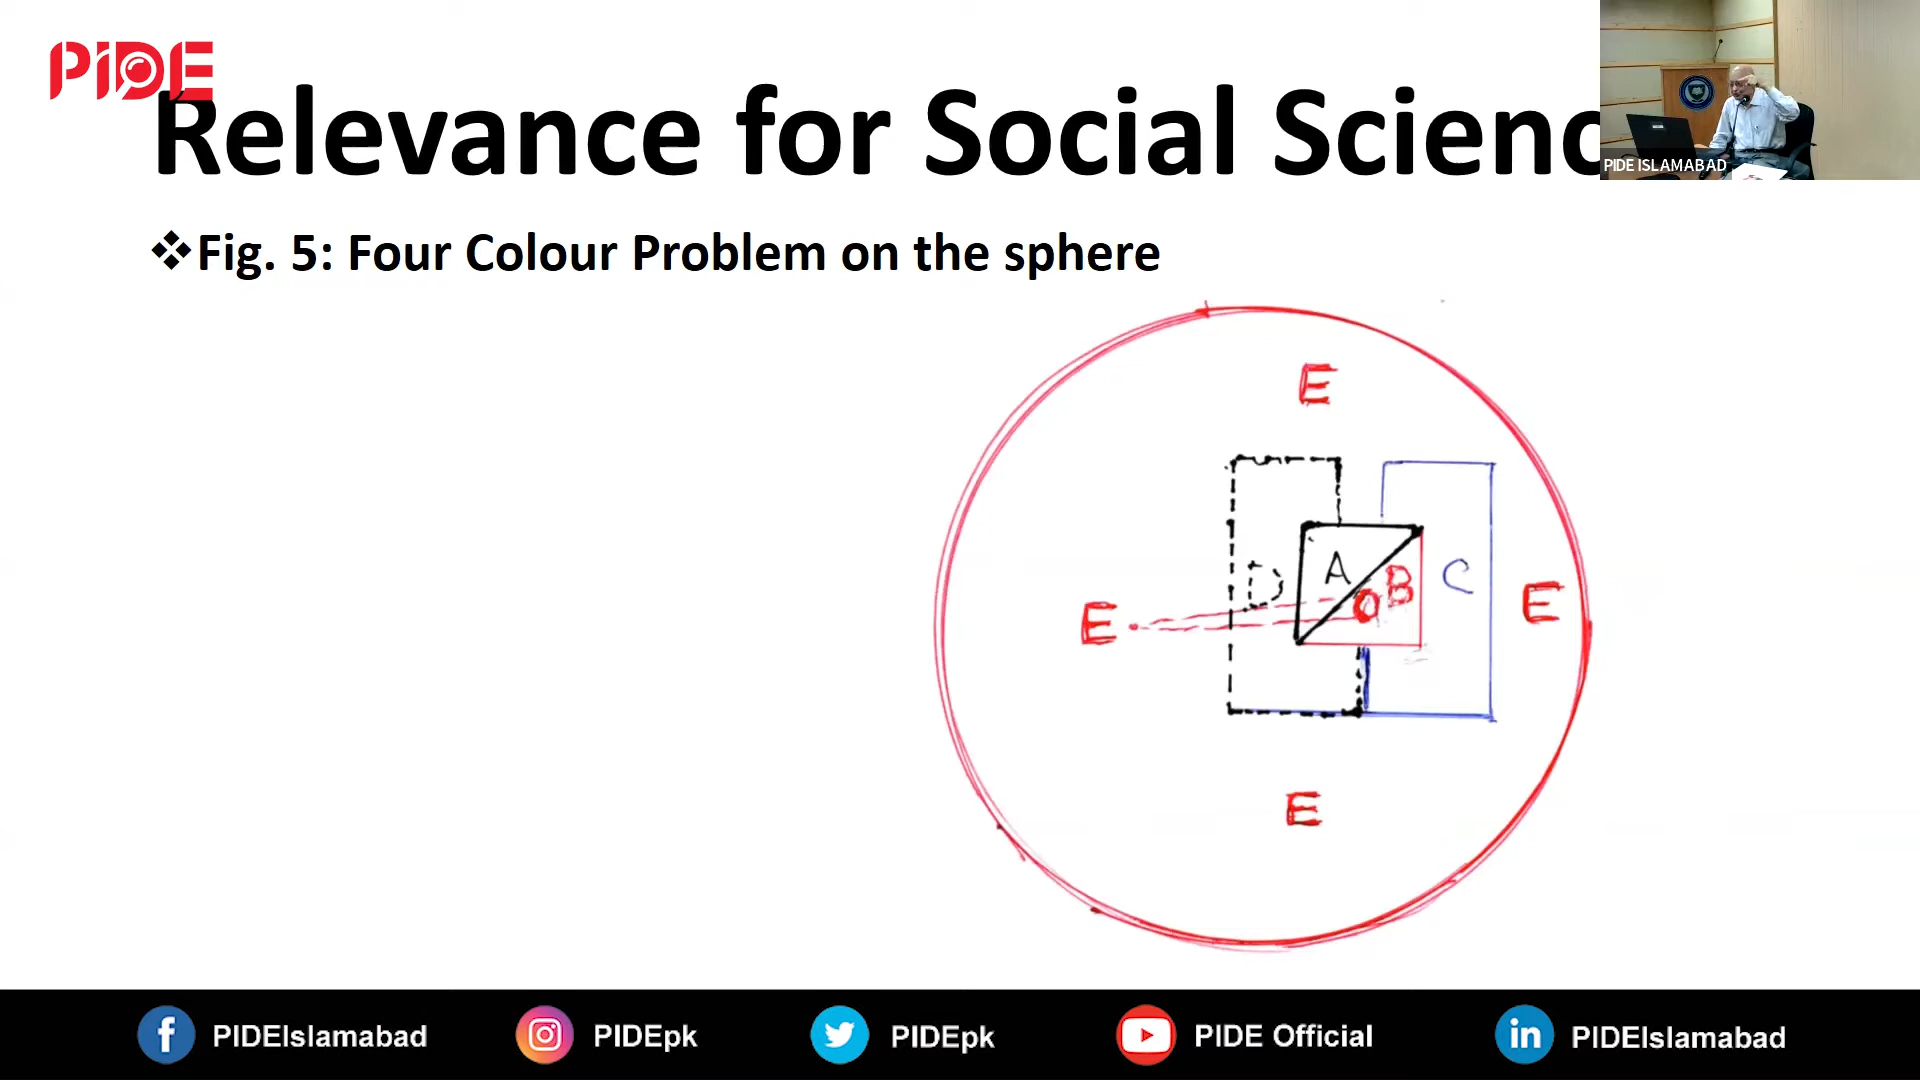 PIDE
Relevance for Social Scienc
PIDE ISLAMABAD
❖Fig. 5: Four Colour Problem on the sphere
E
D A B C
E E
E
PIDEIslamabad PIDEpk PIDEpk PIDE Official PIDEIslamabad